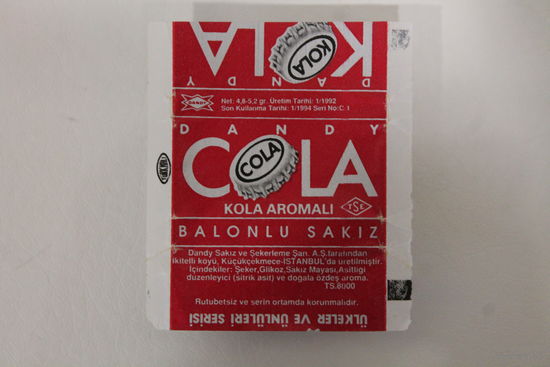 KOLA
KOLA
DANDY
DANDY
Net: 4,8-5,2 gr. Üretim Tarihi: 1/1992
Son Kullanma Tarihi: 1/1994 Seri No:C 1
DANDY
COLA
COLA
KOLA AROMALI
TSE
BALONLU SAKIZ
Dandy Sakız ve Şekerleme San. A.Ş. tarafından
İkitelli köyü, Küçükçekmece-İSTANBUL'da üretilmiştir.
İçindekiler: Şeker,Glikoz,Sakız Mayası,Asitliği
düzenleyici (sitrik asit) ve doğala özdeş aroma.
TS.8000
Rutubetsiz ve serin ortamda korunmalıdır.
ÜLKELER VE ÜNLÜLERİ SERİSİ